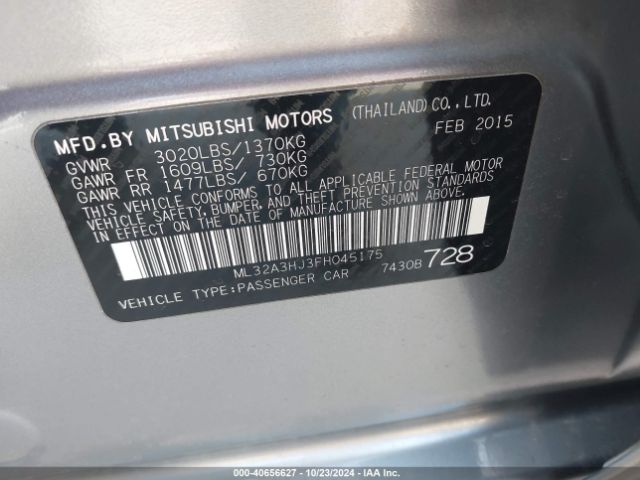 MFD.BY MITSUBISHI MOTORS (THAILAND)CO.,LTD.
FEB 2015
GVWR 3020LBS/1370KG
GAWR FR 1609LBS/ 730KG
GAWR RR 1477LBS/ 670KG
THIS VEHICLE CONFORMS TO ALL APPLICABLE FEDERAL MOTOR
VEHICLE SAFETY, BUMPER, AND THEFT PREVENTION STANDARDS
IN EFFECT ON THE DATE OF MANUFACTURE SHOWN ABOVE.
ML32A3HJ3FH045175
VEHICLE TYPE:PASSENGER CAR 7430B 728
000-40656627 - 10/23/2024 - IAA Inc.